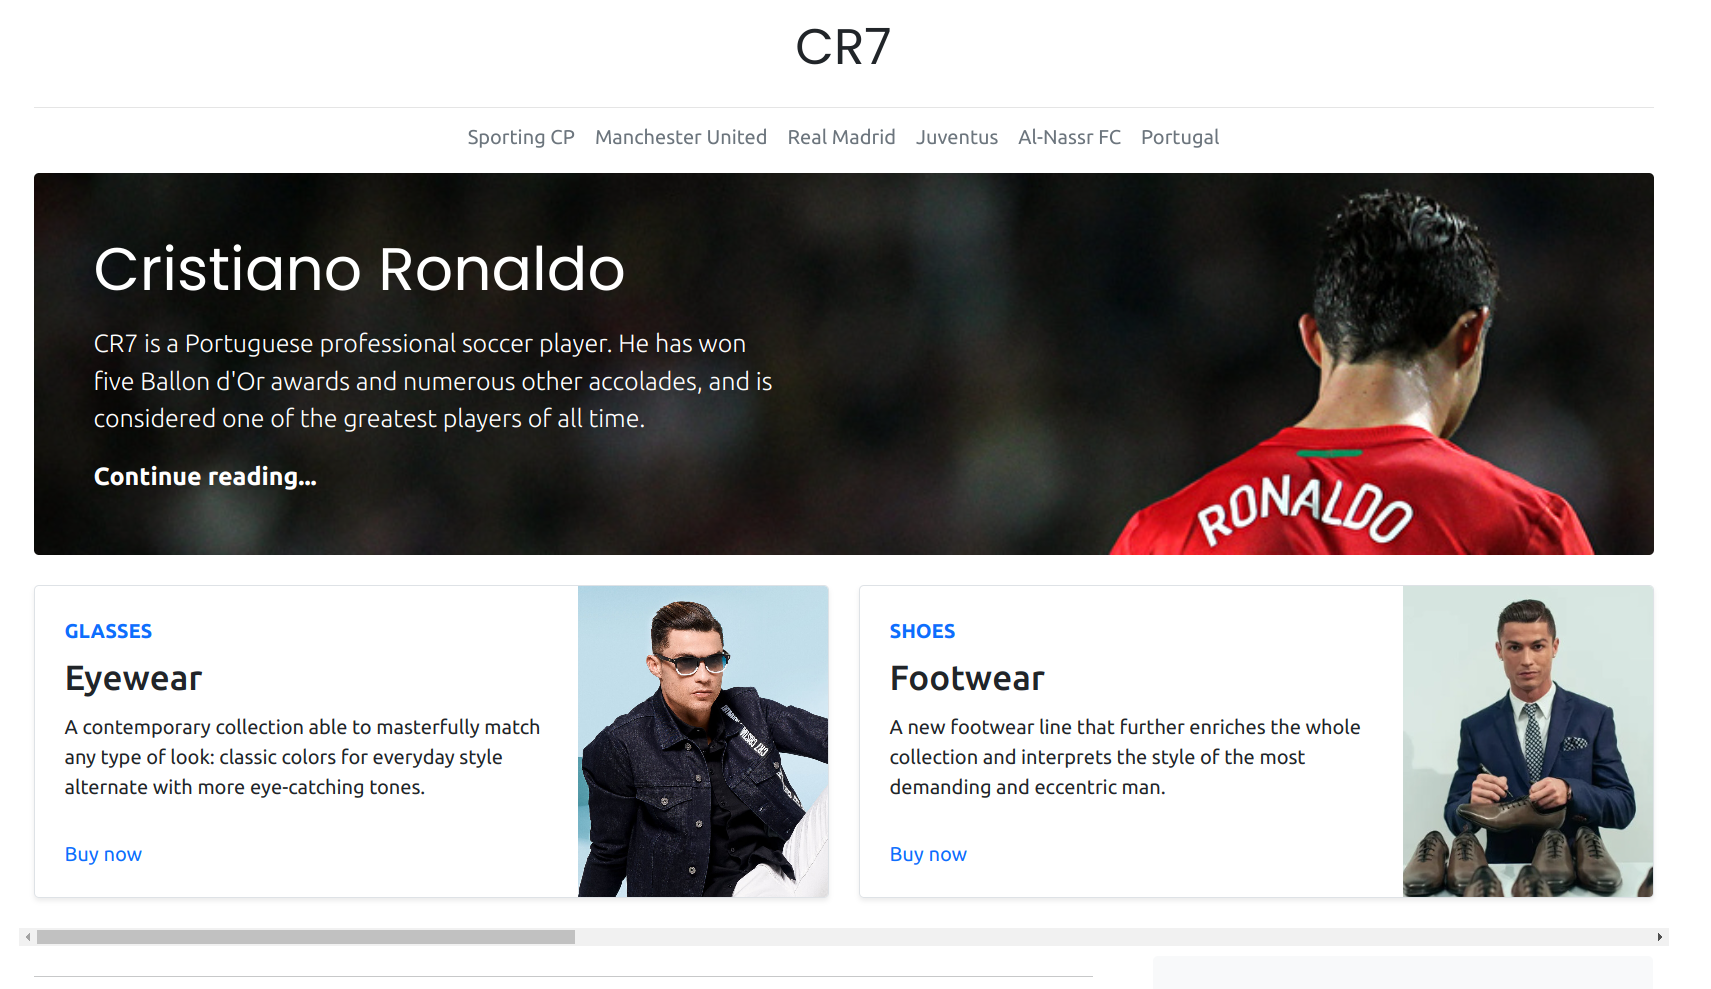 CR7
Sporting CP Manchester United Real Madrid Juventus Al-Nassr FC Portugal
Cristiano Ronaldo
CR7 is a Portuguese professional soccer player. He has won
five Ballon d'Or awards and numerous other accolades, and is
considered one of the greatest players of all time.
Continue reading...
RONALDO
GLASSES
Eyewear
A contemporary collection able to masterfully match
any type of look: classic colors for everyday style
alternate with more eye-catching tones.
Buy now
SHOES
Footwear
A new footwear line that further enriches the whole
collection and interprets the style of the most
demanding and eccentric man.
Buy now